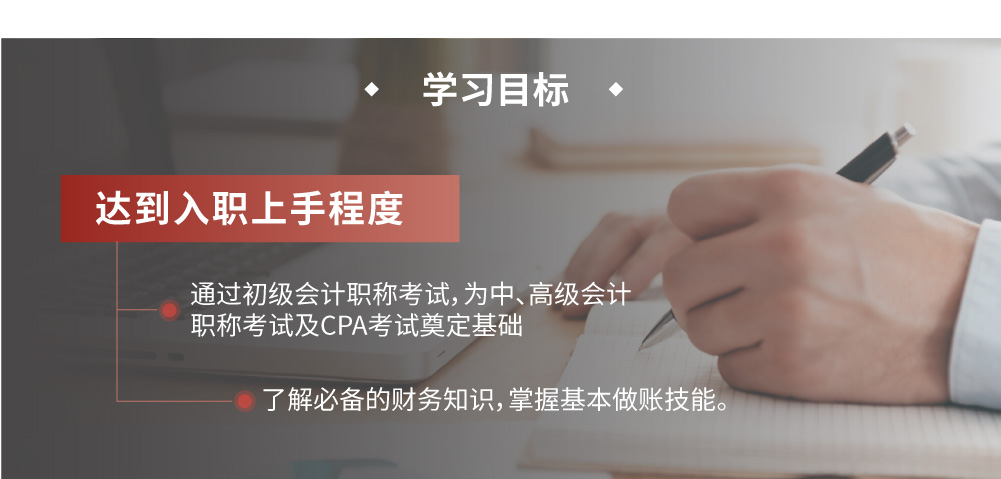 学习目标
达到入职上手程度
通过初级会计职称考试,为中、高级会计
职称考试及CPA考试奠定基础
了解必备的财务知识,掌握基本做账技能。